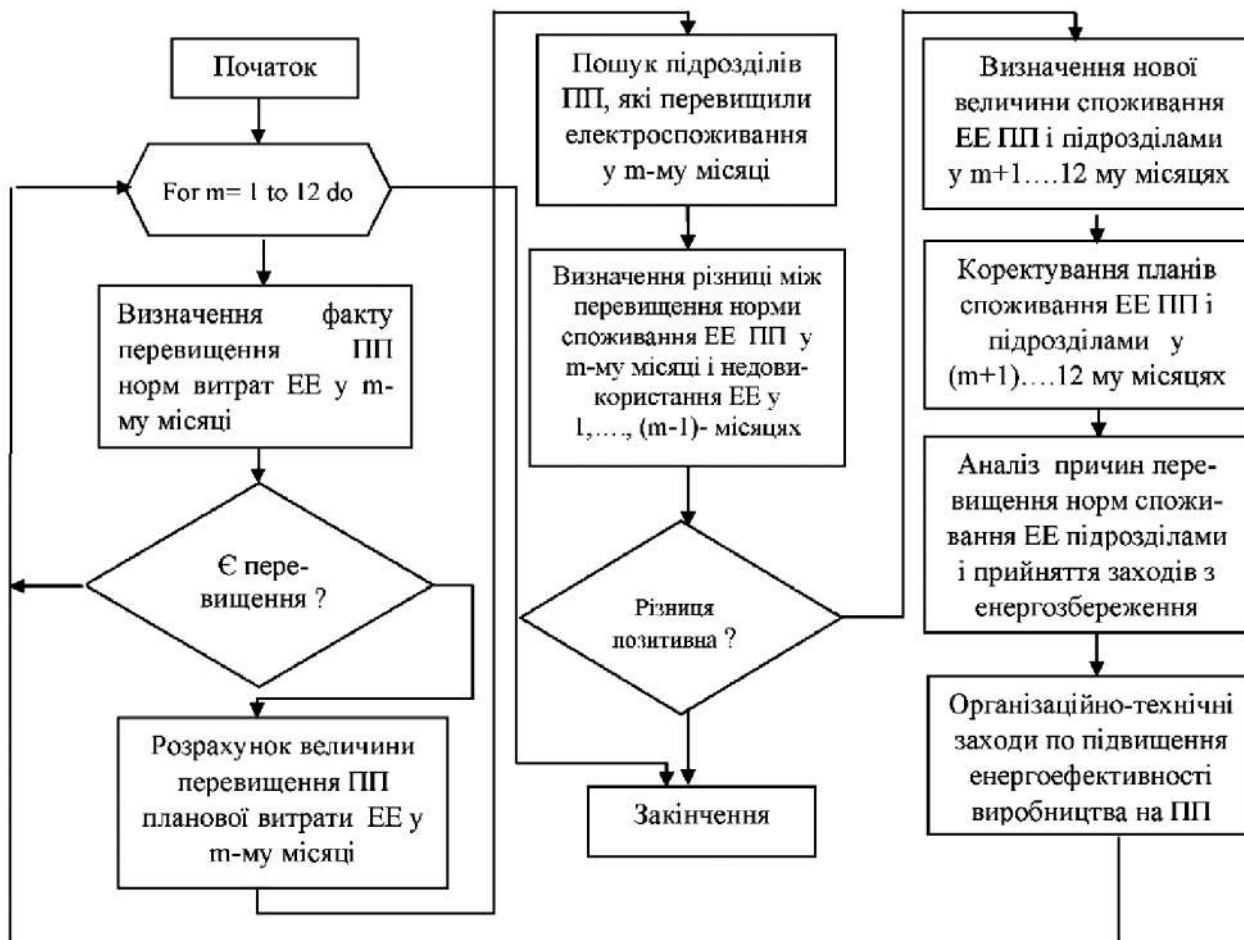 Початок
For m= 1 to 12 do
Визначення факту
перевищення ПП
норм витрат ЕЕ у m-
му місяці
Є пере-
вищення ?
Розрахунок величини
перевищення ПП
планової витрати ЕЕ у
m-му місяці
Пошук підрозділів
ПП, які перевищили
електроспоживання
у m-му місяці
Визначення різниці між
перевищення норми
споживання ЕЕ ПП у
m-му місяці і недови-
користання ЕЕ у
1,…., (m-1)- місяцях
Різниця
позитивна ?
Закінчення
Визначення нової
величини споживання
ЕЕ ПП і підрозділами
у m+1….12 му місяцях
Коректування планів
споживання ЕЕ ПП і
підрозділами у
(m+1)….12 му місяцях
Аналіз причин пере-
вищення норм спожи-
вання ЕЕ підрозділами
і прийняття заходів з
енергозбереження
Організаційно-технічні
заходи по підвищення
енергоефективності
виробництва на ПП